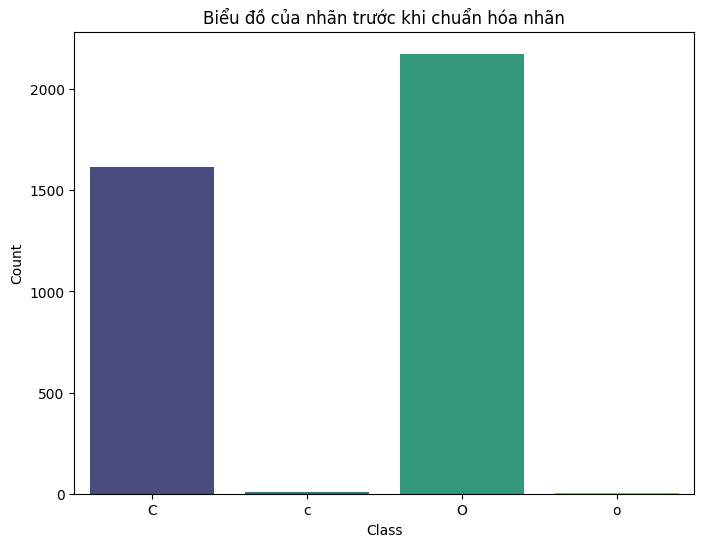 Biểu đồ của nhãn trước khi chuẩn hóa nhãn
2000
1500
1000
500
0
Count
C c O o
Class